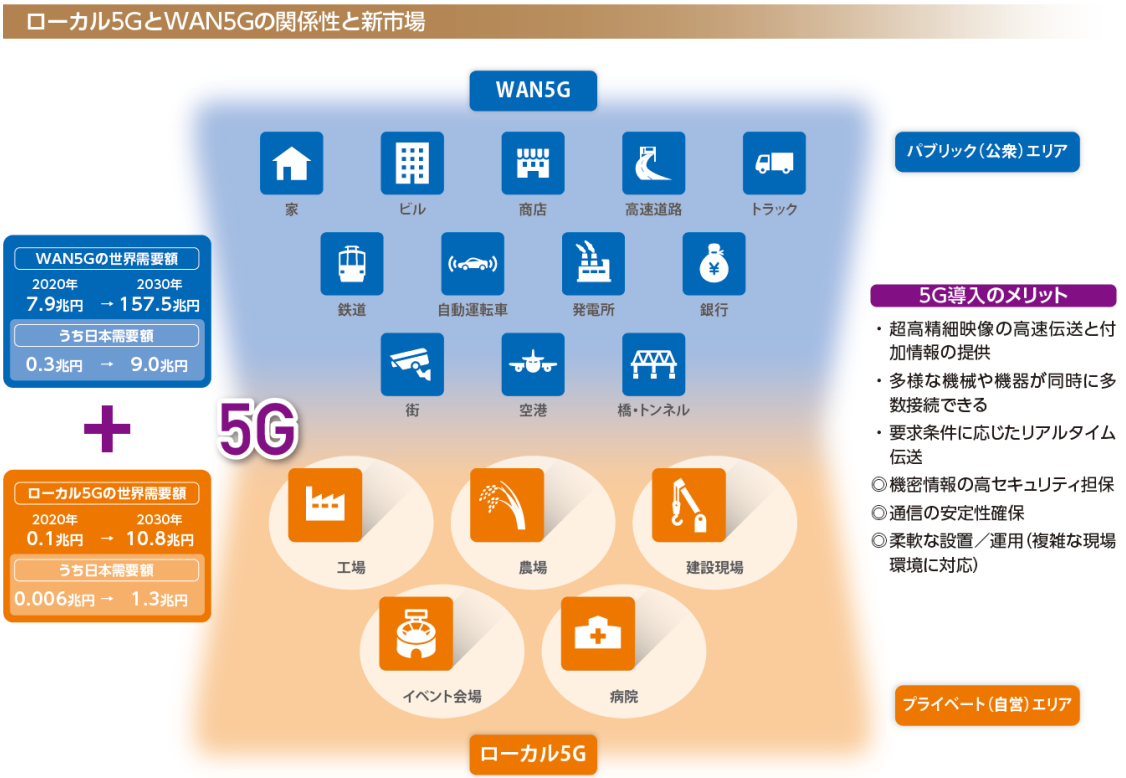 ローカル5GとWAN5Gの関係性と新市場
WAN5G
パブリック(公衆)エリア
家
ビル
商店
高速道路
トラック
鉄道
自動運転車
発電所
¥
銀行
街
空港
橋・トンネル
WAN5Gの世界需要額
2020年 2030年
7.9兆円 → 157.5兆円
うち日本需要額
0.3兆円 → 9.0兆円
+
5G
ローカル5Gの世界需要額
2020年 2030年
0.1兆円 → 10.8兆円
うち日本需要額
0.006兆円 → 1.3兆円
工場
農場
建設現場
イベント会場
病院
ローカル5G
5G導入のメリット
・超高精細映像の高速伝送と付
加情報の提供
・多様な機械や機器が同時に多
数接続できる
・要求条件に応じたリアルタイム
伝送
◎機密情報の高セキュリティ担保
◎通信の安定性確保
◎柔軟な設置／運用(複雑な現場
環境に対応)
プライベート(自営)エリア